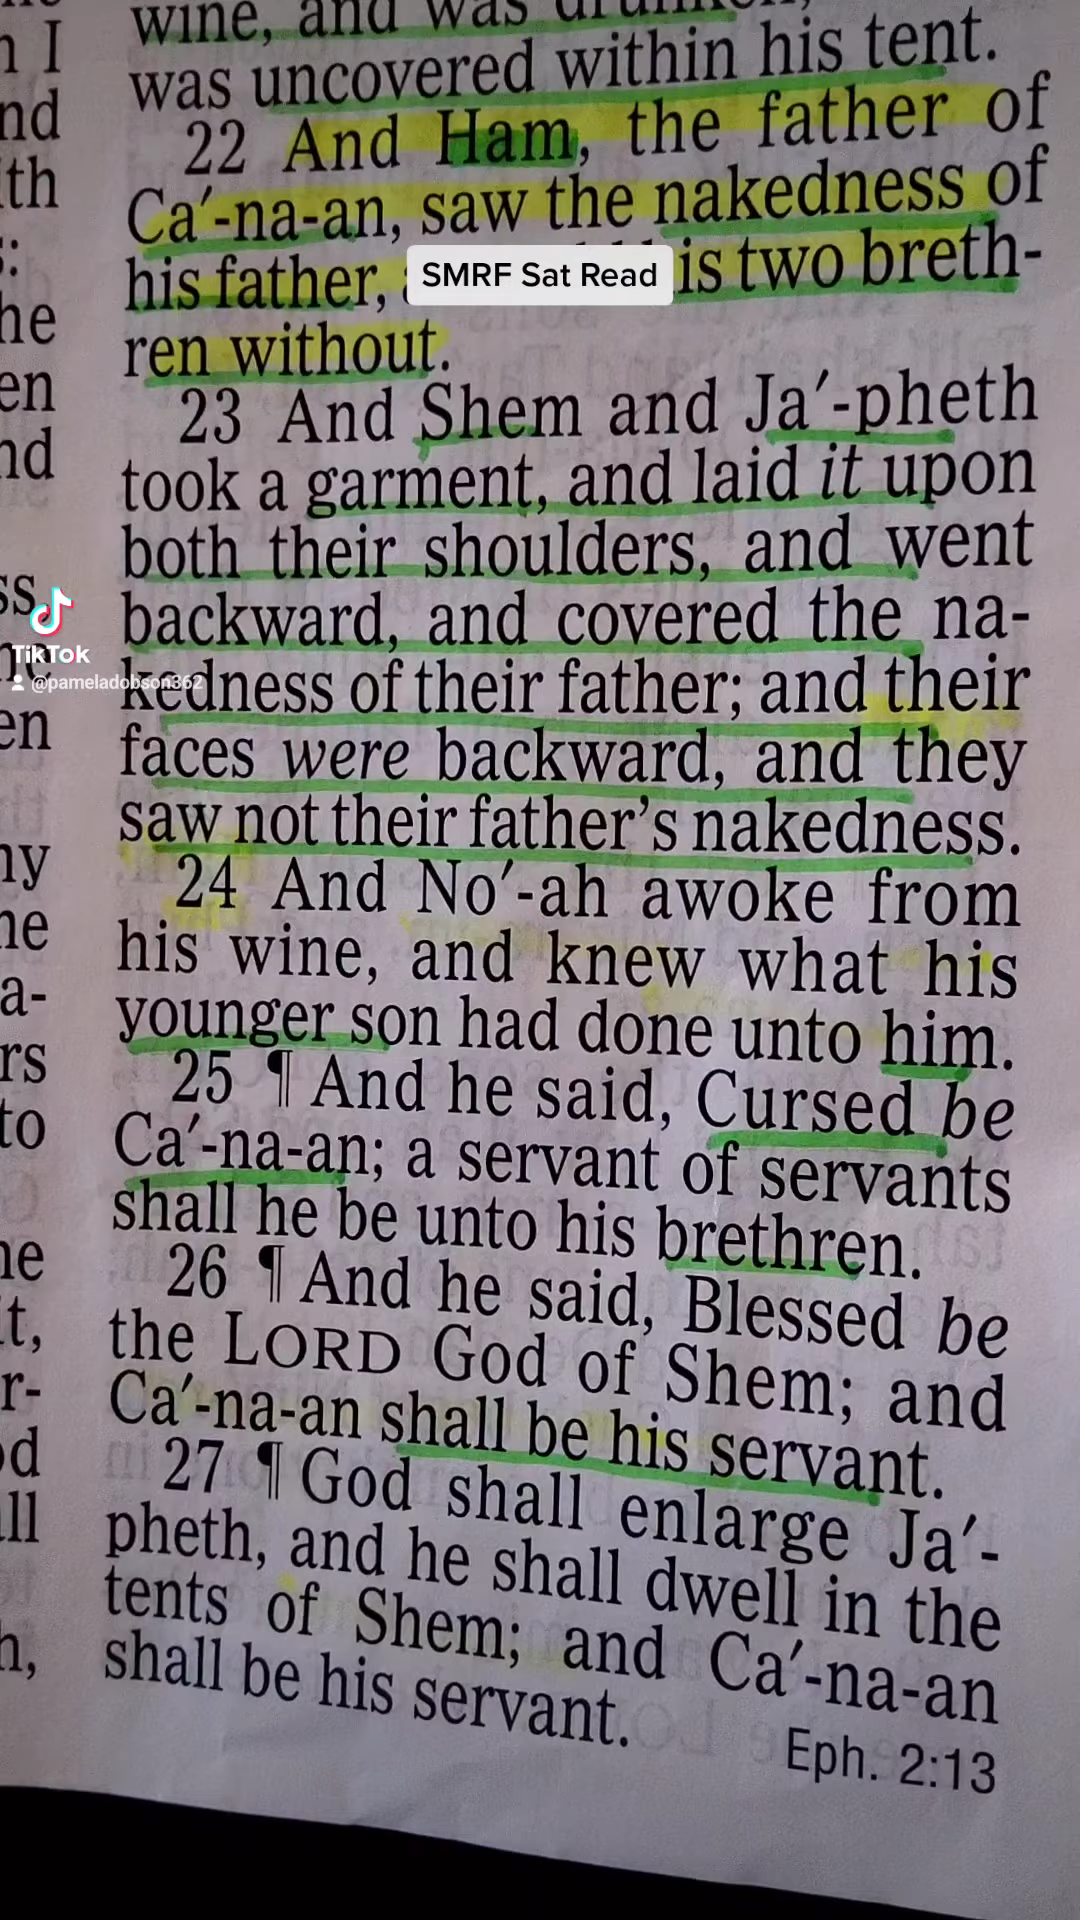 wine, and was drunken,
was uncovered within his tent.
22 And Ham, the father of
Ca′-na-an, saw the nakedness of
his father, is two breth-
ren without.
23 And Shem and Ja′-pheth
took a garment, and laid it upon
both their shoulders, and went
backward, and covered the na-
kedness of their father; and their
faces were backward, and they
saw not their father's nakedness.
24 And No′-ah awoke from
his wine, and knew what his
younger son had done unto him.
25 ¶ And he said, Cursed be
Ca′-na-an; a servant of servants
shall he be unto his brethren.
26 ¶ And he said, Blessed be
the LORD God of Shem; and
Ca′-na-an shall be his servant.
27 ¶ God shall enlarge Ja′-
pheth, and he shall dwell in the
tents of Shem; and Ca′-na-an
shall be his servant.
Eph. 2:13
SMRF Sat Read
TikTok
@pameladobson362